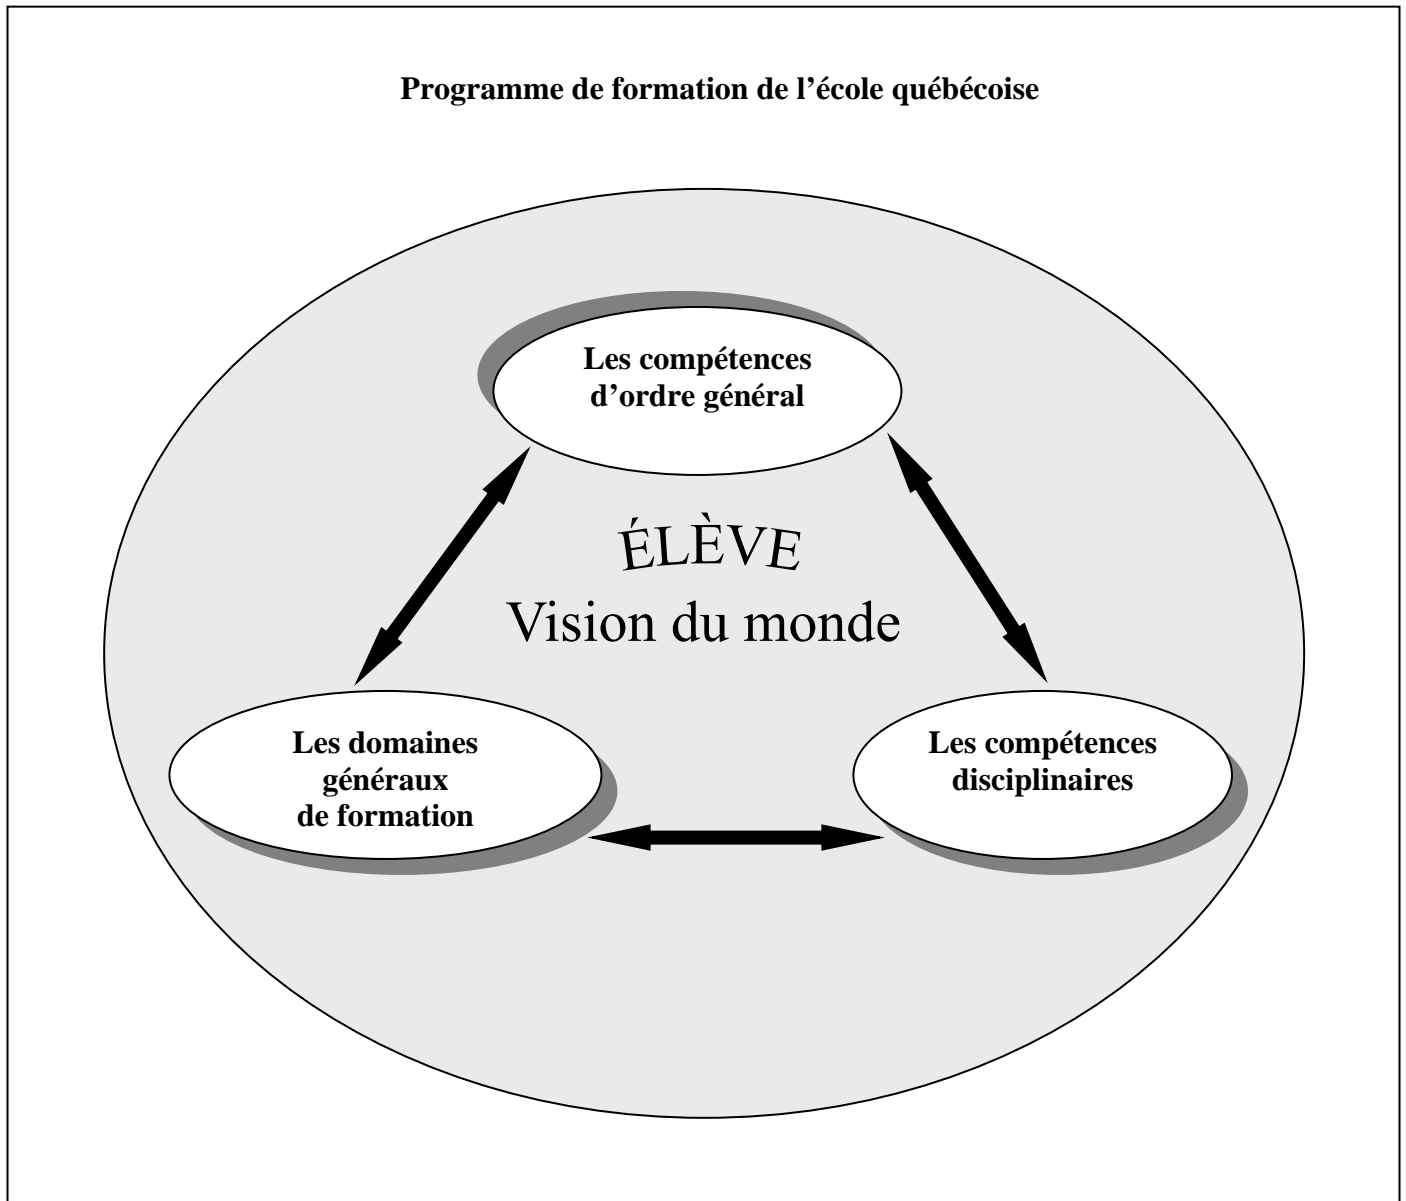 Programme de formation de l’école québécoise
Les compétences
d’ordre général
ÉLÈVE
Vision du monde
Les domaines
généraux
de formation
Les compétences
disciplinaires